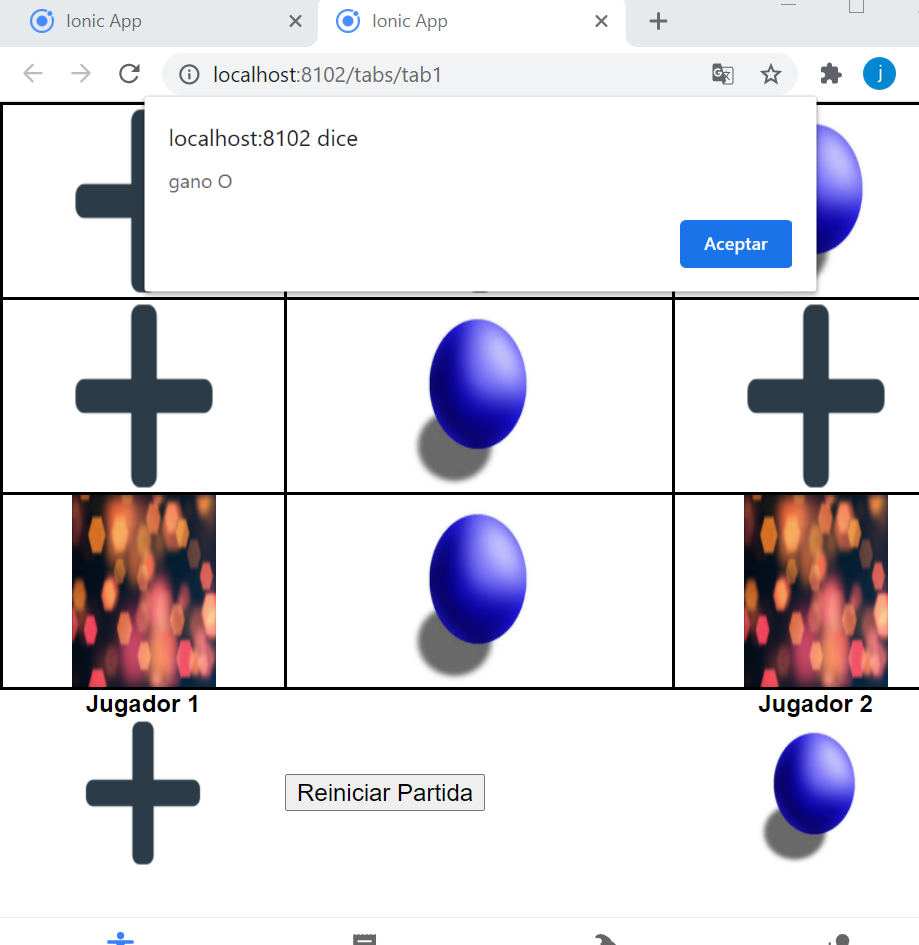 Ionic App
Ionic App
localhost:8102/tabs/tab1
j
localhost:8102 dice
gano O
Aceptar
Jugador 1
Jugador 2
Reiniciar Partida